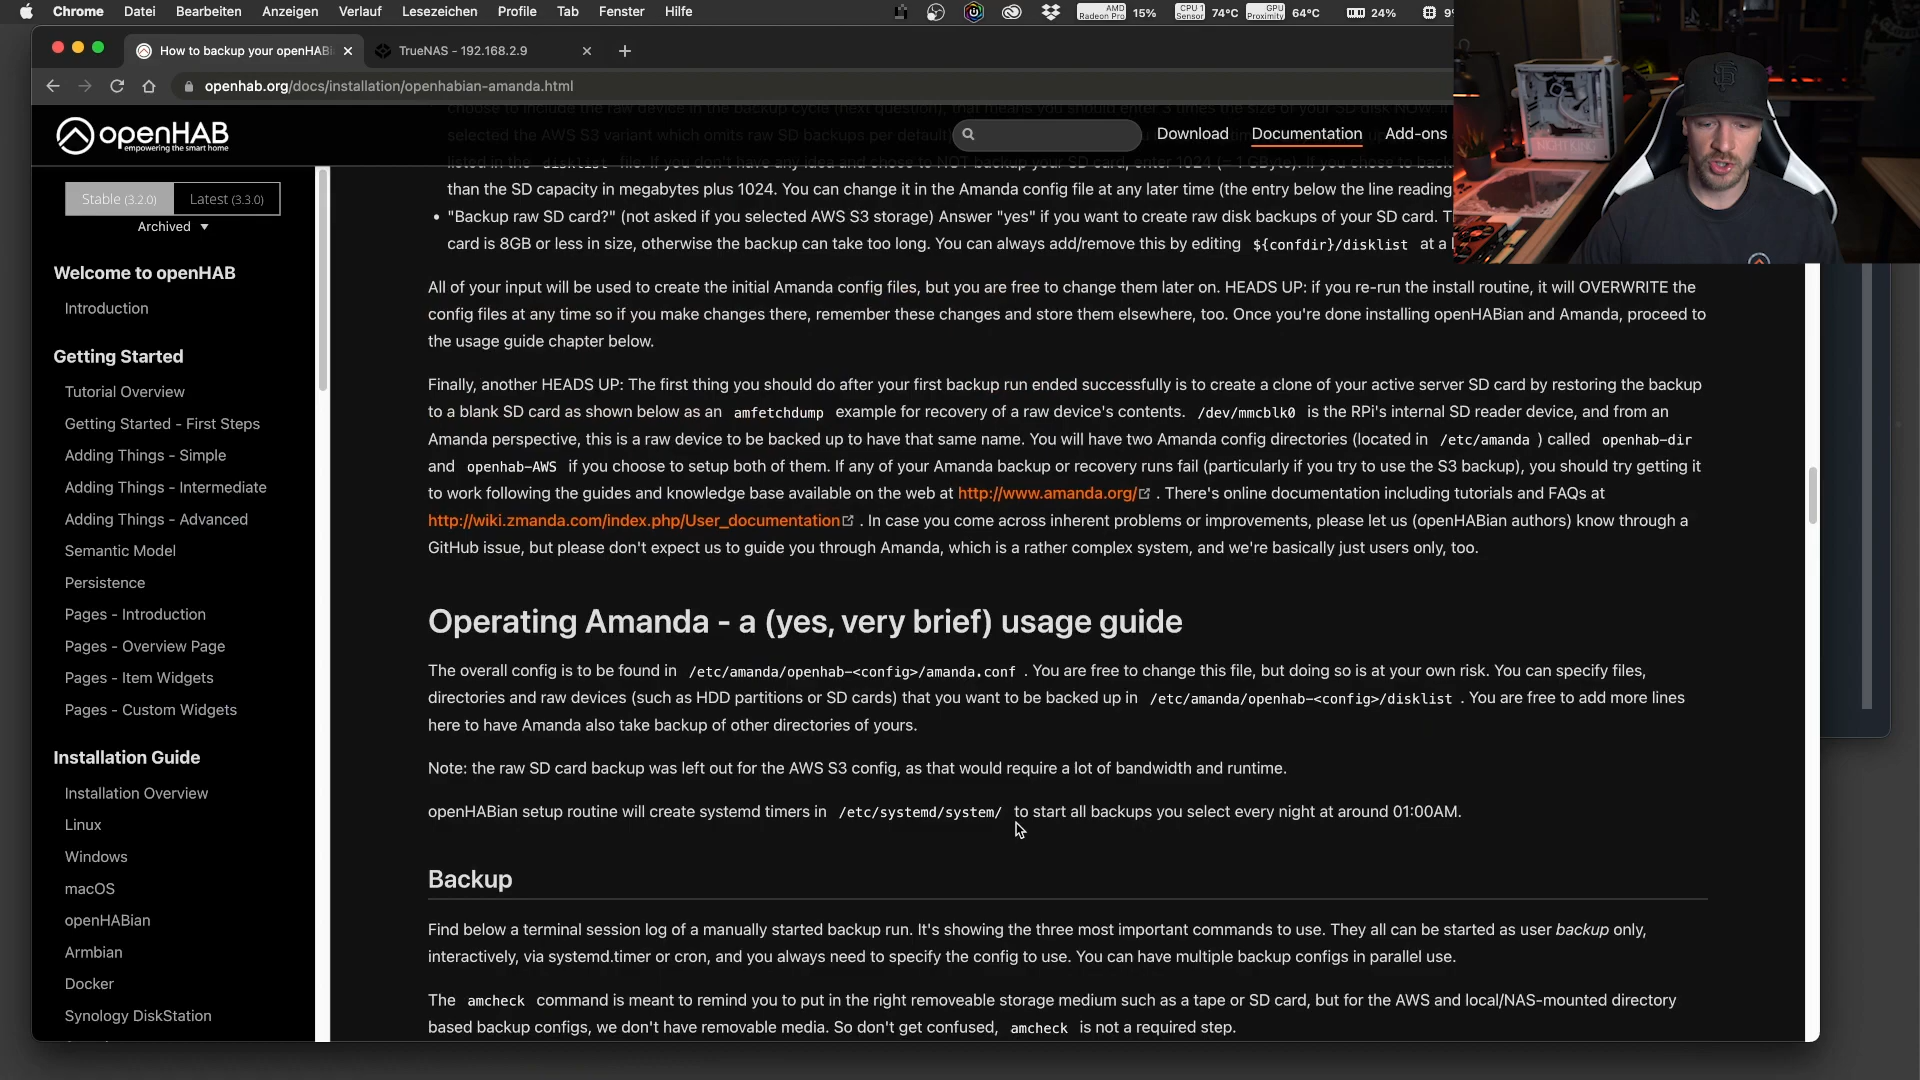 Chrome Datei Bearbeiten Anzeigen Verlauf Lesezeichen Profile Tab Fenster Hilfe
AMD Radeon Pro 15% CPU 1 Sensor 74°C GPU Proximity 64°C 24%
How to backup your openHABi
TrueNAS - 192.168.2.9
openhab.org/docs/installation/openhabian-amanda.html
openHAB
empowering the smart home
Download Documentation Add-ons
Stable (3.2.0) Latest (3.3.0)
Archived
Welcome to openHAB
Introduction
Getting Started
Tutorial Overview
Getting Started - First Steps
Adding Things - Simple
Adding Things - Intermediate
Adding Things - Advanced
Semantic Model
Persistence
Pages - Introduction
Pages - Overview Page
Pages - Item Widgets
Pages - Custom Widgets
Installation Guide
Installation Overview
Linux
Windows
macOS
openHABian
Armbian
Docker
Synology DiskStation
selected the AWS S3 variant which omits raw SD backups per default
listed in the disklist file. If you don't have any idea and chose to NOT backup your SD card, enter 1024 (= 1 GByte). If you chose to back
than the SD capacity in megabytes plus 1024. You can change it in the Amanda config file at any later time (the entry below the line reading
• "Backup raw SD card?" (not asked if you selected AWS S3 storage) Answer "yes" if you want to create raw disk backups of your SD card. T
card is 8GB or less in size, otherwise the backup can take too long. You can always add/remove this by editing ${confdir}/disklist at a l
All of your input will be used to create the initial Amanda config files, but you are free to change them later on. HEADS UP: if you re-run the install routine, it will OVERWRITE the
config files at any time so if you make changes there, remember these changes and store them elsewhere, too. Once you're done installing openHABian and Amanda, proceed to
the usage guide chapter below.
Finally, another HEADS UP: The first thing you should do after your first backup run ended successfully is to create a clone of your active server SD card by restoring the backup
to a blank SD card as shown below as an amfetchdump example for recovery of a raw device's contents. /dev/mmcblk0 is the RPi's internal SD reader device, and from an
Amanda perspective, this is a raw device to be backed up to have that same name. You will have two Amanda config directories (located in /etc/amanda ) called openhab-dir
and openhab-AWS if you choose to setup both of them. If any of your Amanda backup or recovery runs fail (particularly if you try to use the S3 backup), you should try getting it
to work following the guides and knowledge base available on the web at http://www.amanda.org/ . There's online documentation including tutorials and FAQs at
http://wiki.zmanda.com/index.php/User_documentation . In case you come across inherent problems or improvements, please let us (openHABian authors) know through a
GitHub issue, but please don't expect us to guide you through Amanda, which is a rather complex system, and we're basically just users only, too.
Operating Amanda - a (yes, very brief) usage guide
The overall config is to be found in /etc/amanda/openhab-<config>/amanda.conf . You are free to change this file, but doing so is at your own risk. You can specify files,
directories and raw devices (such as HDD partitions or SD cards) that you want to be backed up in /etc/amanda/openhab-<config>/disklist . You are free to add more lines
here to have Amanda also take backup of other directories of yours.
Note: the raw SD card backup was left out for the AWS S3 config, as that would require a lot of bandwidth and runtime.
openHABian setup routine will create systemd timers in /etc/systemd/system/ to start all backups you select every night at around 01:00AM.
Backup
Find below a terminal session log of a manually started backup run. It's showing the three most important commands to use. They all can be started as user backup only,
interactively, via systemd.timer or cron, and you always need to specify the config to use. You can have multiple backup configs in parallel use.
The amcheck command is meant to remind you to put in the right removeable storage medium such as a tape or SD card, but for the AWS and local/NAS-mounted directory
based backup configs, we don't have removable media. So don't get confused, amcheck is not a required step.